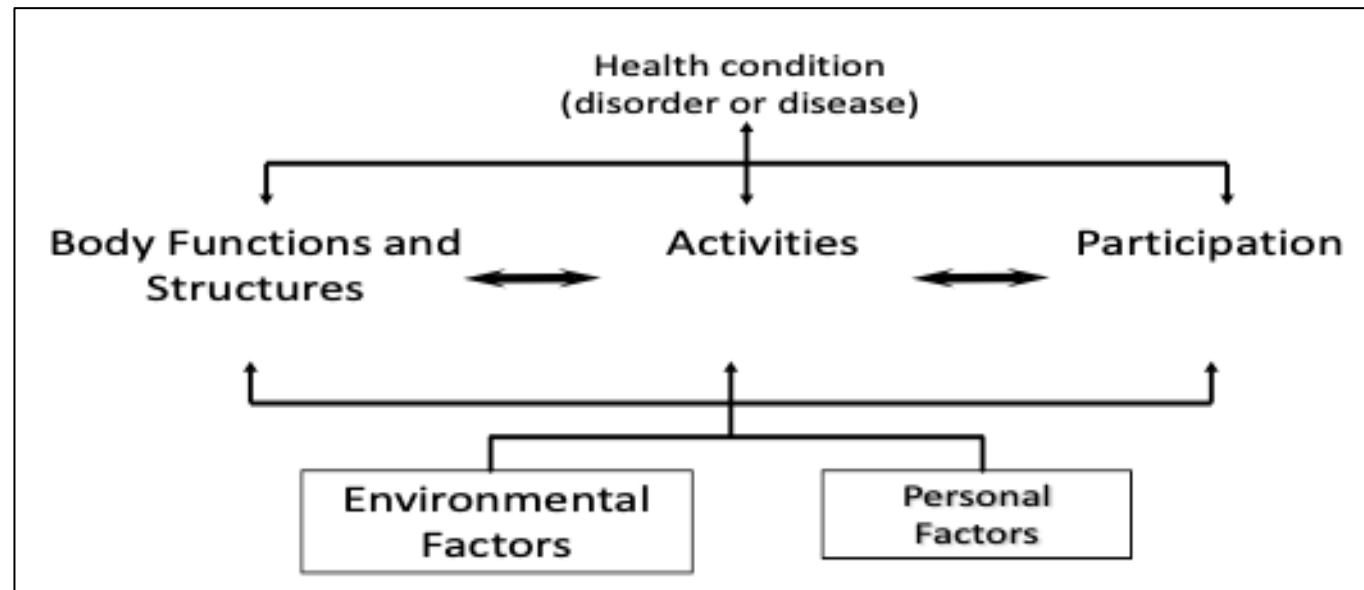 Health condition
(disorder or disease)
Body Functions and
Structures
Activities
Participation
Environmental
Factors
Personal
Factors